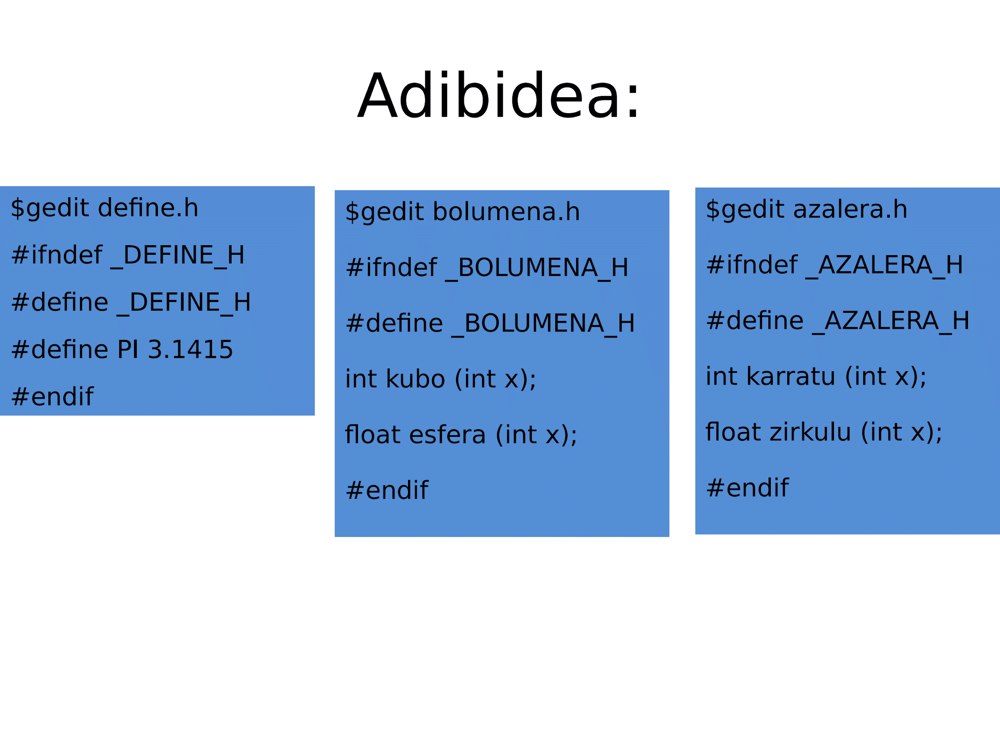 Adibidea:
$gedit define.h
#ifndef _DEFINE_H
#define _DEFINE_H
#define PI 3.1415
#endif
$gedit bolumena.h
#ifndef _BOLUMENA_H
#define _BOLUMENA_H
int kubo (int x);
float esfera (int x);
#endif
$gedit azalera.h
#ifndef _AZALERA_H
#define _AZALERA_H
int karratu (int x);
float zirkulu (int x);
#endif